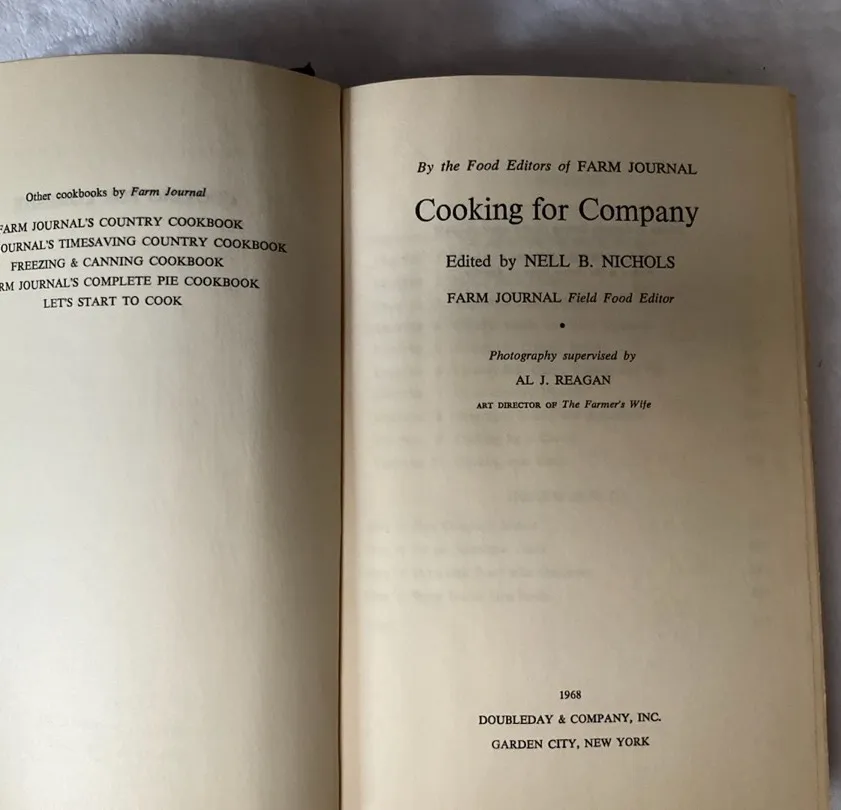 Other cookbooks by Farm Journal
FARM JOURNAL'S COUNTRY COOKBOOK
OURNAL'S TIMESAVING COUNTRY COOKBOOK
FREEZING & CANNING COOKBOOK
RM JOURNAL'S COMPLETE PIE COOKBOOK
LET'S START TO COOK
By the Food Editors of FARM JOURNAL
Cooking for Company
Edited by NELL B. NICHOLS
FARM JOURNAL Field Food Editor
•
Photography supervised by
AL J. REAGAN
ART DIRECTOR OF The Farmer's Wife
1968
DOUBLEDAY & COMPANY, INC.
GARDEN CITY, NEW YORK